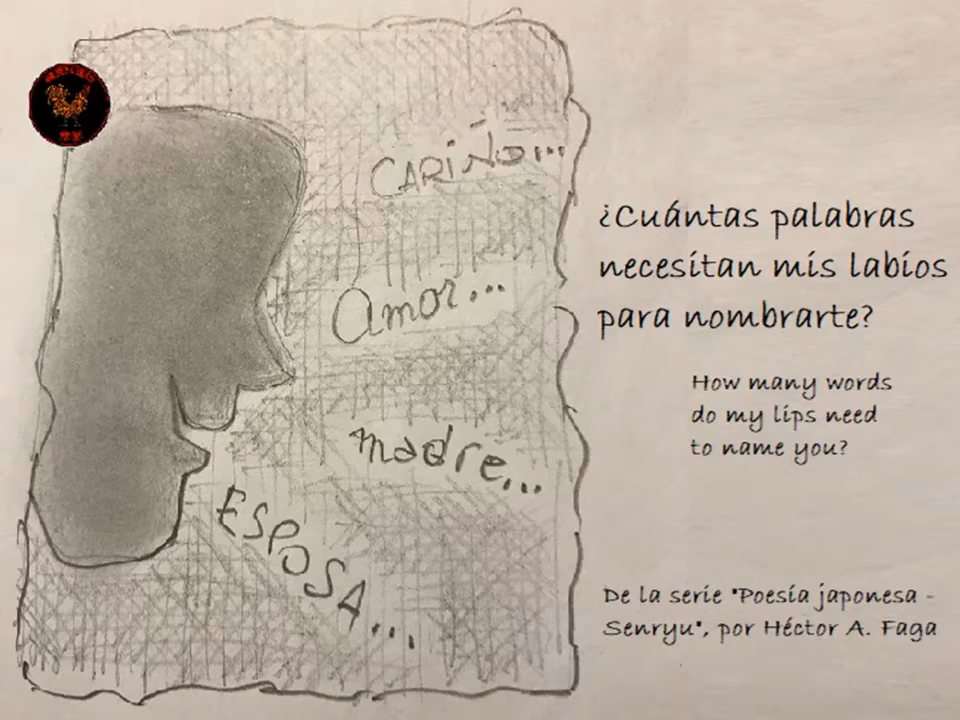 CARIÑO...
Amor...
madre...
ESPOSA...
¿Cuántas palabras
necesitan mis labios
para nombrarte?
How many words
do my lips need
to name you?
De la serie "Poesía japonesa -
Senryu", por Héctor A. Faga